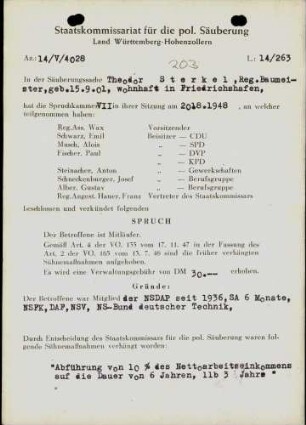 Staatskommissariat für die pol. Säuberung
Land Württemberg-Hohenzollern
Az: 14/V/4028 L: 14/263
203
In der Säuberungssache Theodor Sterkel, Reg.Baumei-
ster, geb.15.9.01, wohnhaft in Friedrichshafen,
hat die Spruchkammer VII in ihrer Sitzung am 20.8.1948, an welcher
teilgenommen haben:
Reg.Ass. Wax Vorsitzender
Schwarz, Emil Beisitzer — CDU
Musch, Alois „ — SPD
Fischer, Paul „ — DVP
„ — KPD
Steinacher, Anton „ — Gewerkschaften
Schneckenburger, Josef „ — Berufsgruppe
Alber, Gustav „ — Berufsgruppe
Reg.Angest. Hauer, Franz Vertreter des Staatskommissars
beschlossen und verkündet folgenden
SPRUCH
Der Betroffene ist Mitläufer.
Gemäß Art. 4 der VO. 133 vom 17. 11. 47 in der Fassung des
Art. 2 der VO. 165 vom 13. 7. 48 sind die früher verhängten
Sühnemaßnahmen aufgehoben.
Es wird eine Verwaltungsgebühr von DM 30.— erhoben.
Gründe:
Der Betroffene war Mitglied der NSDAP seit 1936, SA 6 Monate,
NSFK, DAF, NSV, NS-Bund deutscher Technik,
Durch Entscheidung des Staatskommissars für die pol. Säuberung waren
folgende Sühnemaßnahmen verhängt worden:
"Abführung von 10 % des Nettoarbeitseinkommens
auf die Dauer von 6 Jahren, 11b 3 Jahre "